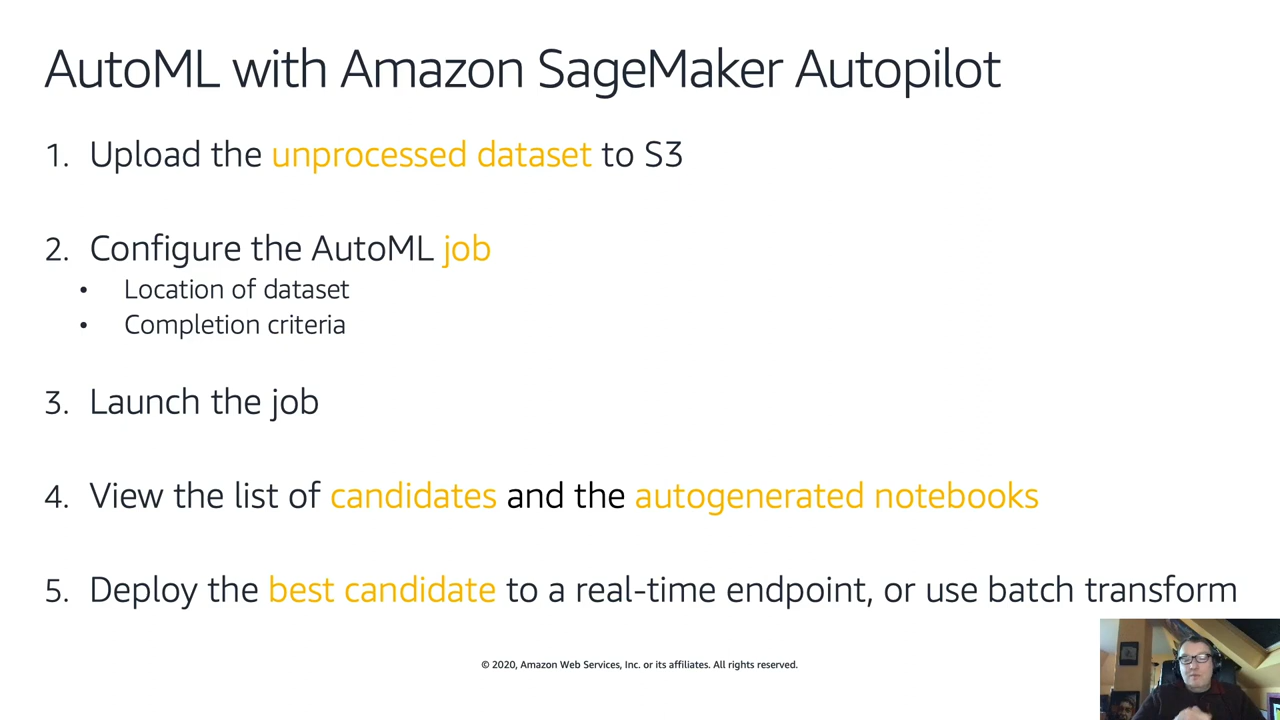 AutoML with Amazon SageMaker Autopilot
1. Upload the unprocessed dataset to S3
2. Configure the AutoML job
• Location of dataset
• Completion criteria
3. Launch the job
4. View the list of candidates and the autogenerated notebooks
5. Deploy the best candidate to a real-time endpoint, or use batch transform
© 2020, Amazon Web Services, Inc. or its affiliates. All rights reserved.